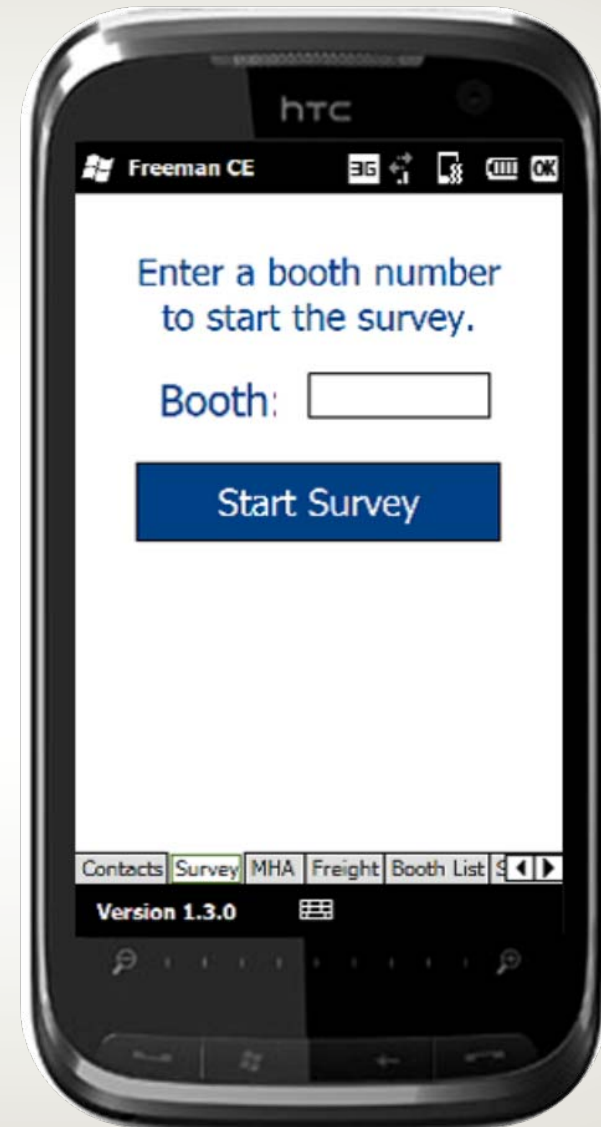 hTC
Freeman CE 3G OK
Enter a booth number
to start the survey.
Booth:
Start Survey
Contacts Survey MHA Freight Booth List S
Version 1.3.0